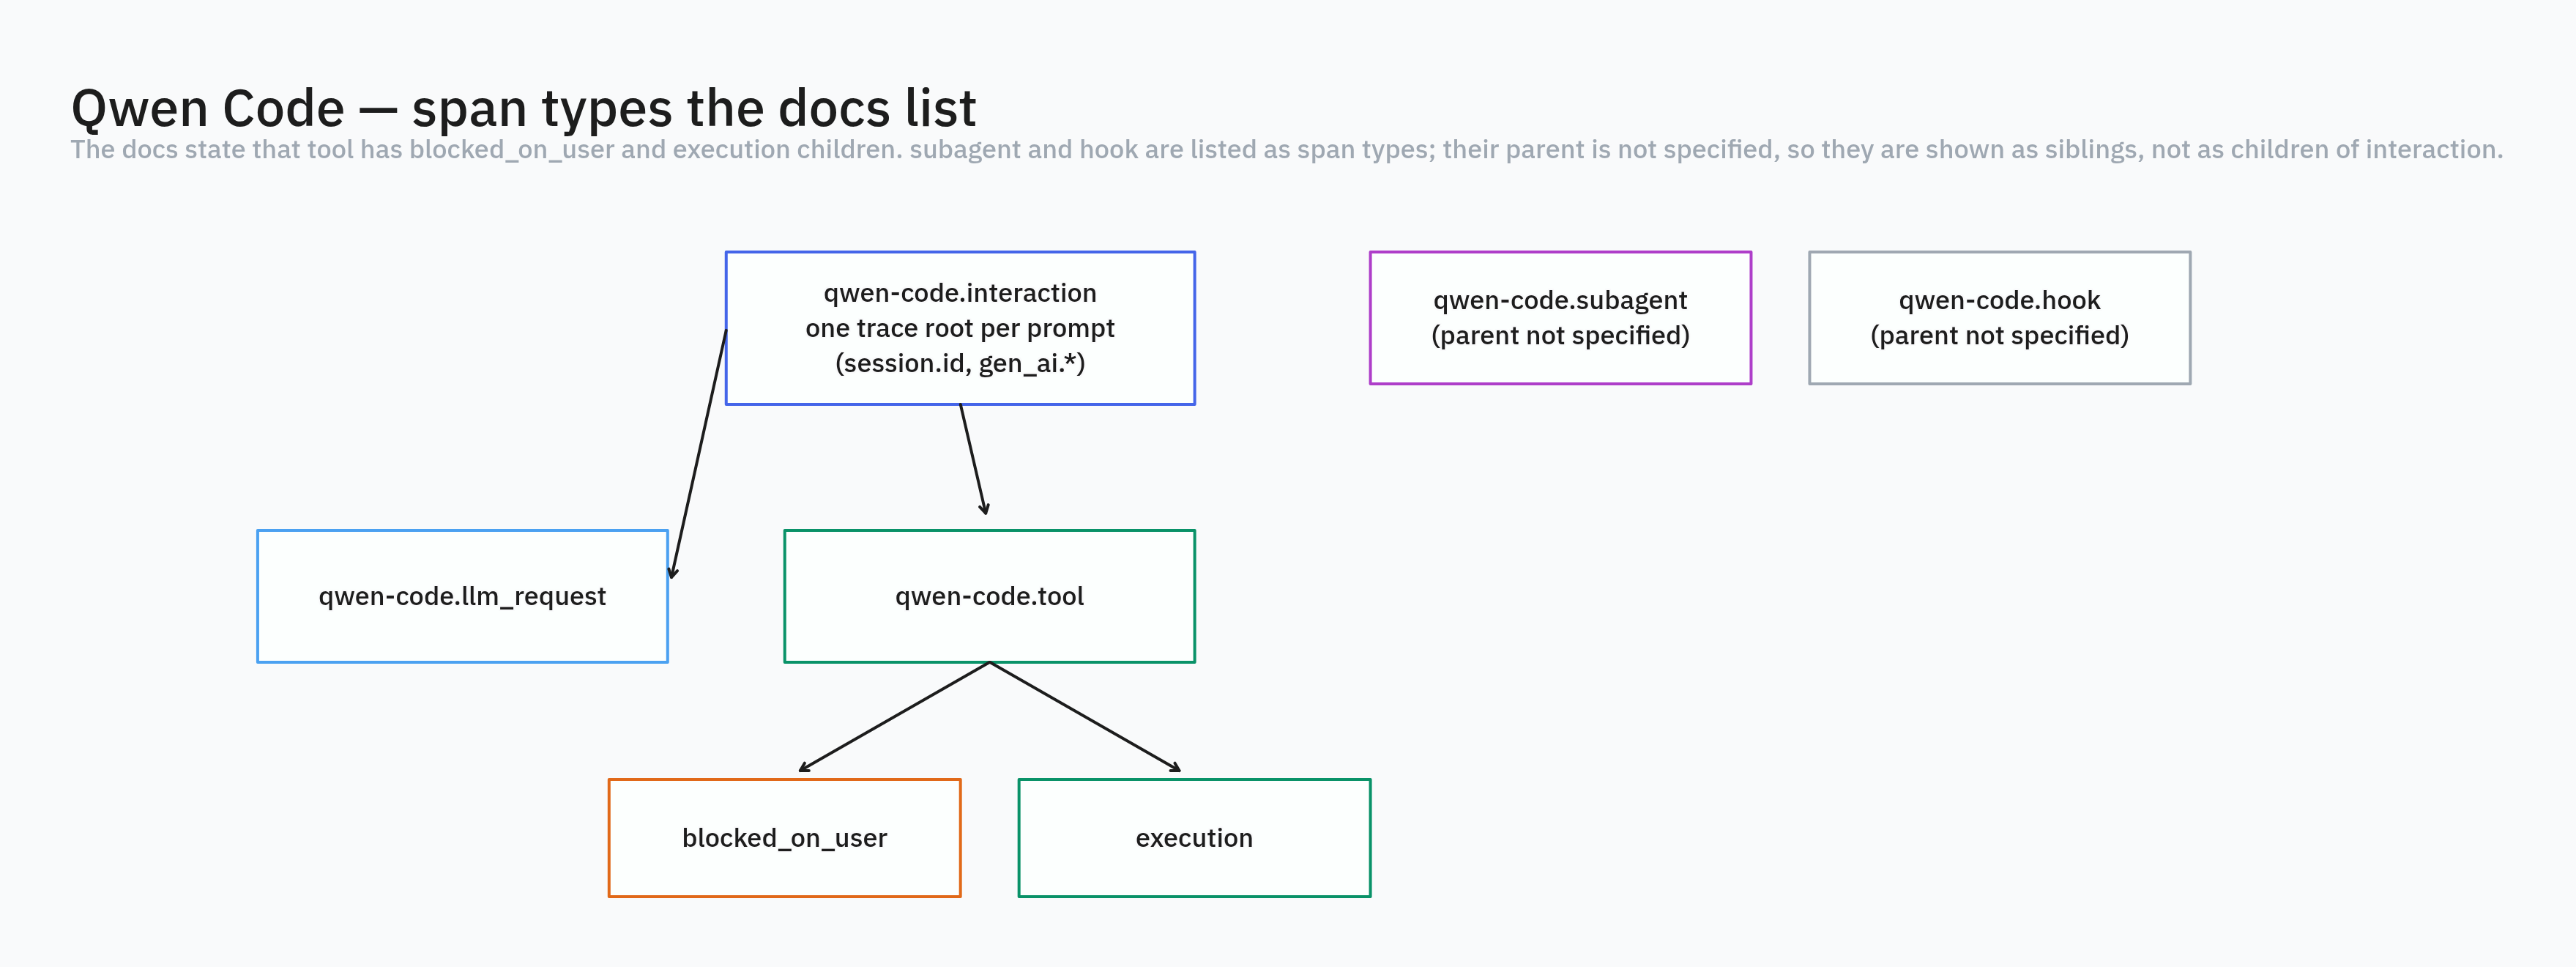 Qwen Code — span types the docs list
The docs state that tool has blocked_on_user and execution children. subagent and hook are listed as span types; their parent is not specified, so they are shown as siblings, not as children of interaction.
qwen-code.interaction
one trace root per prompt
(session.id, gen_ai.*)
qwen-code.subagent
(parent not specified)
qwen-code.hook
(parent not specified)
qwen-code.llm_request
qwen-code.tool
blocked_on_user
execution